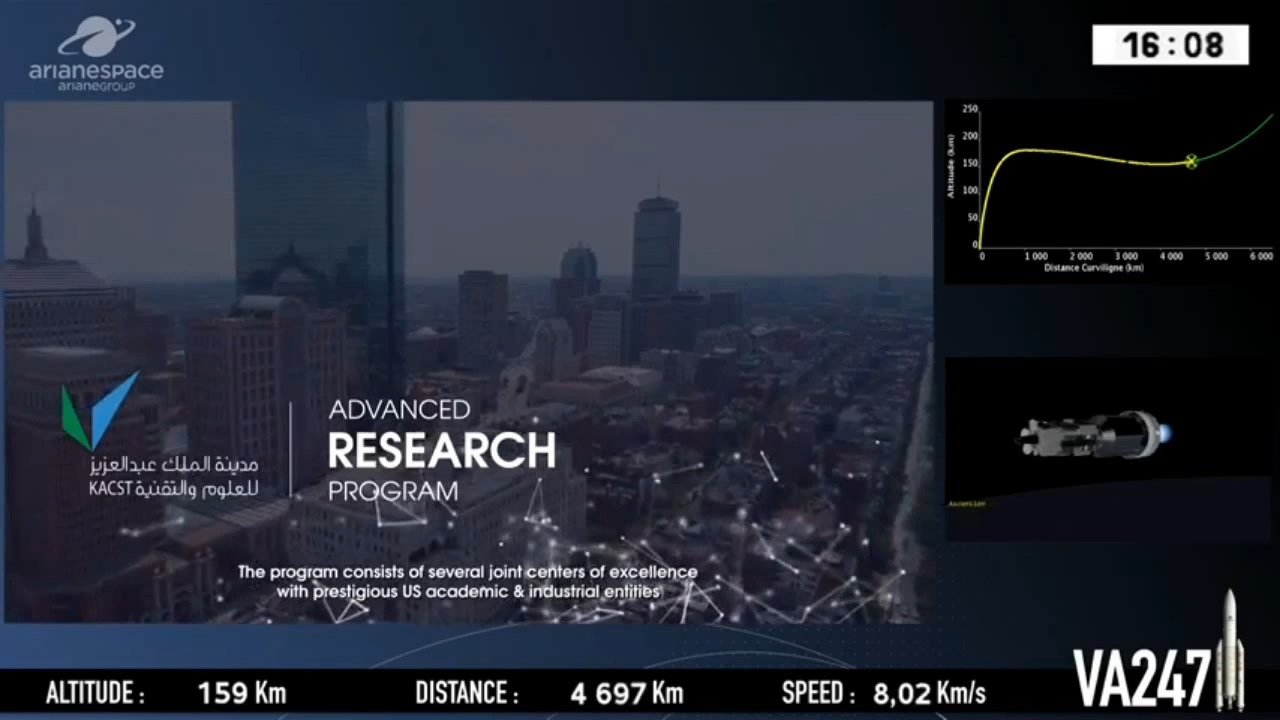 arianespace
arianeGROUP
16:08
250
200
150
100
50
0
Altitude (km)
0 1 000 2 000 3 000 4 000 5 000 6 000
Distance Curviligne (km)
مدينة الملك عبدالعزيز
للعلوم والتقنية KACST
ADVANCED
RESEARCH
PROGRAM
The program consists of several joint centers of excellence
with prestigious US academic & industrial entities
Ascension
VA247
ALTITUDE : 159 Km DISTANCE : 4 697 Km SPEED : 8,02 Km/s